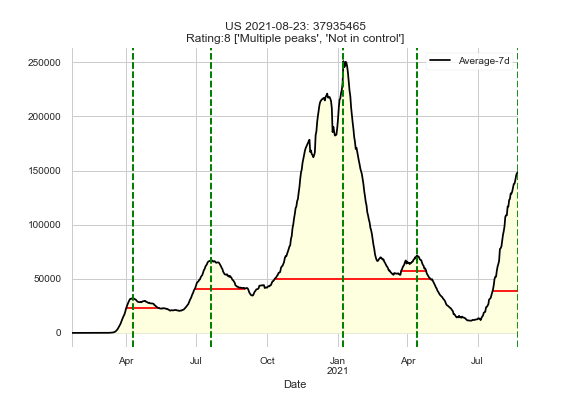 US 2021-08-23: 37935465
Rating:8 ['Multiple peaks', 'Not in control']
Average-7d
250000
200000
150000
100000
50000
0
Apr
Jul
Oct
Jan
2021
Apr
Jul
Date